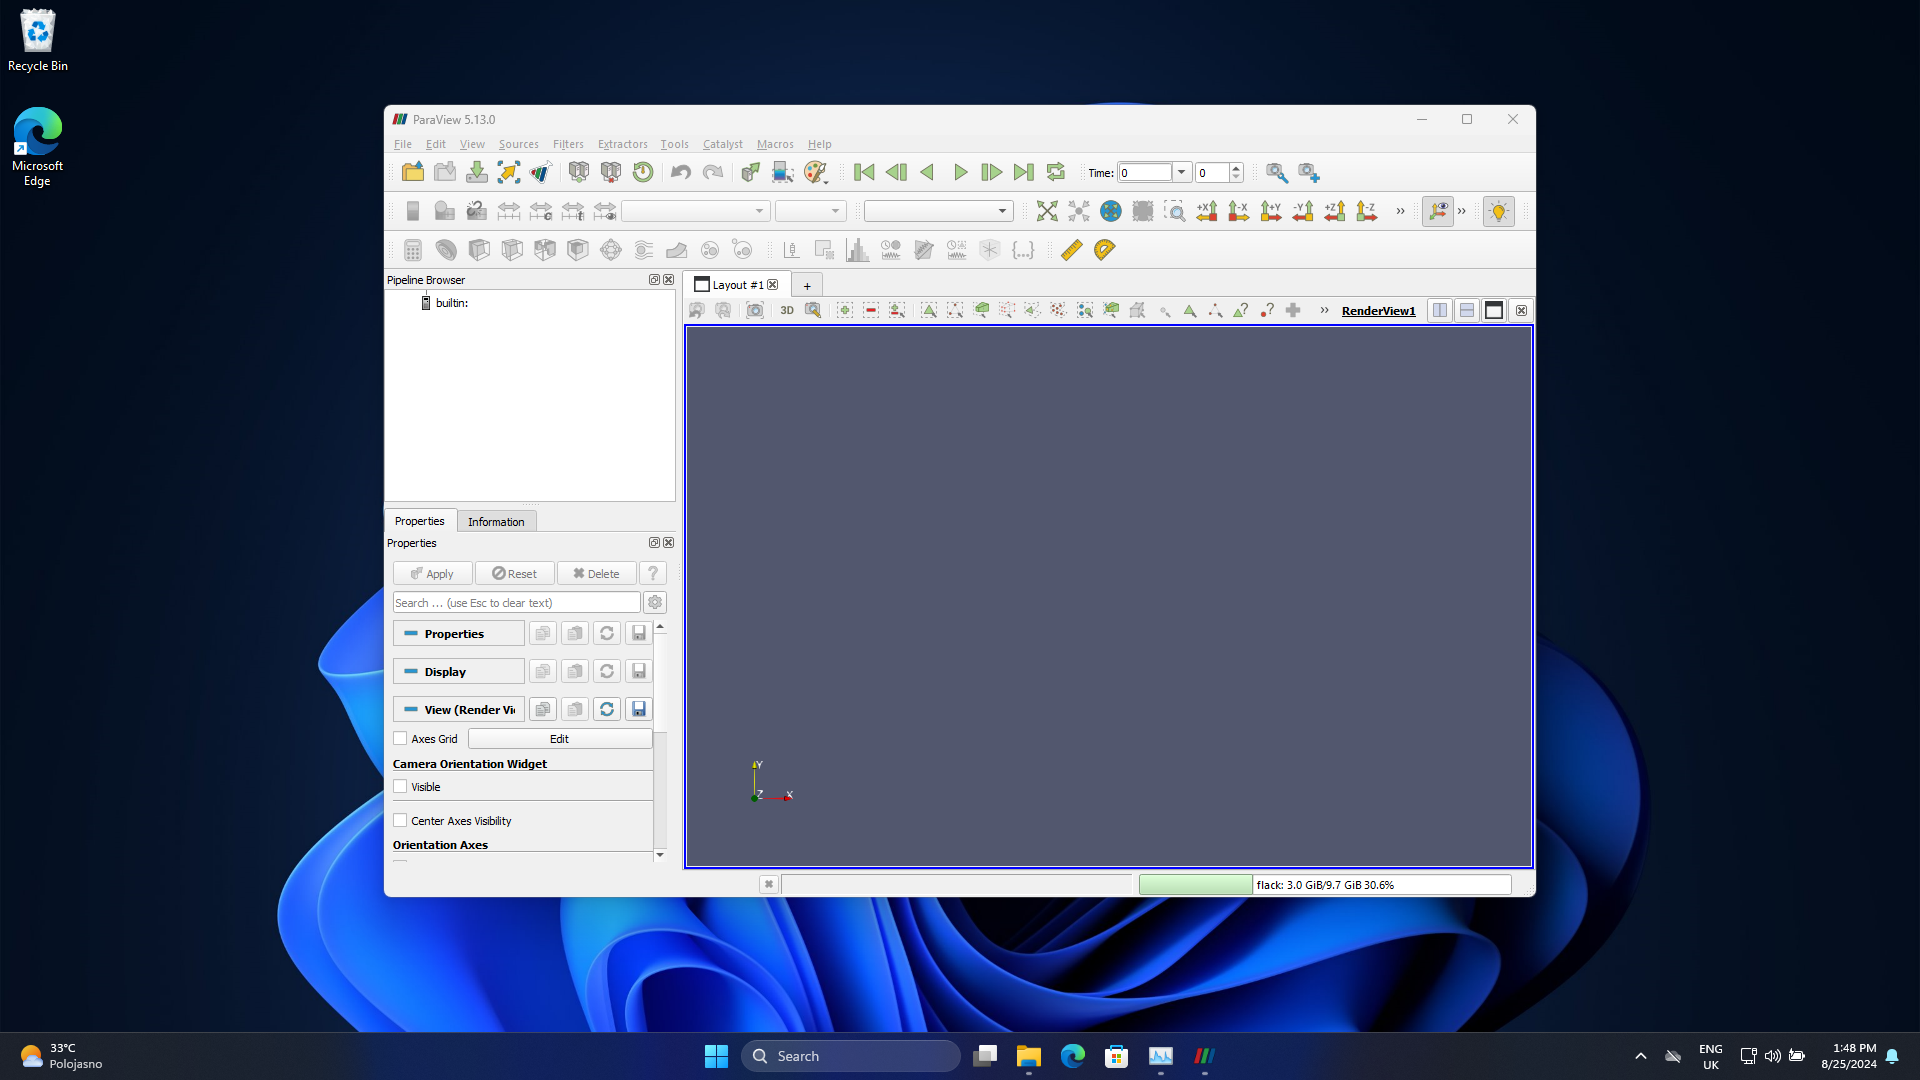 Recycle Bin
Microsoft
Edge
ParaView 5.13.0
File Edit View Sources Filters Extractors Tools Catalyst Macros Help
Time: 0 0
+X -X +Y -Y +Z -Z
Pipeline Browser
builtin:
Layout #1 +
3D
RenderView1
Properties Information
Properties
Apply Reset Delete ?
Search ... (use Esc to clear text)
Properties
Display
View (Render Vi
Axes Grid Edit
Camera Orientation Widget
Visible
Center Axes Visibility
Orientation Axes
Y
Z X
flack: 3.0 GiB/9.7 GiB 30.6%
33°C
Polojasno
Search
ENG
UK
1:48 PM
8/25/2024